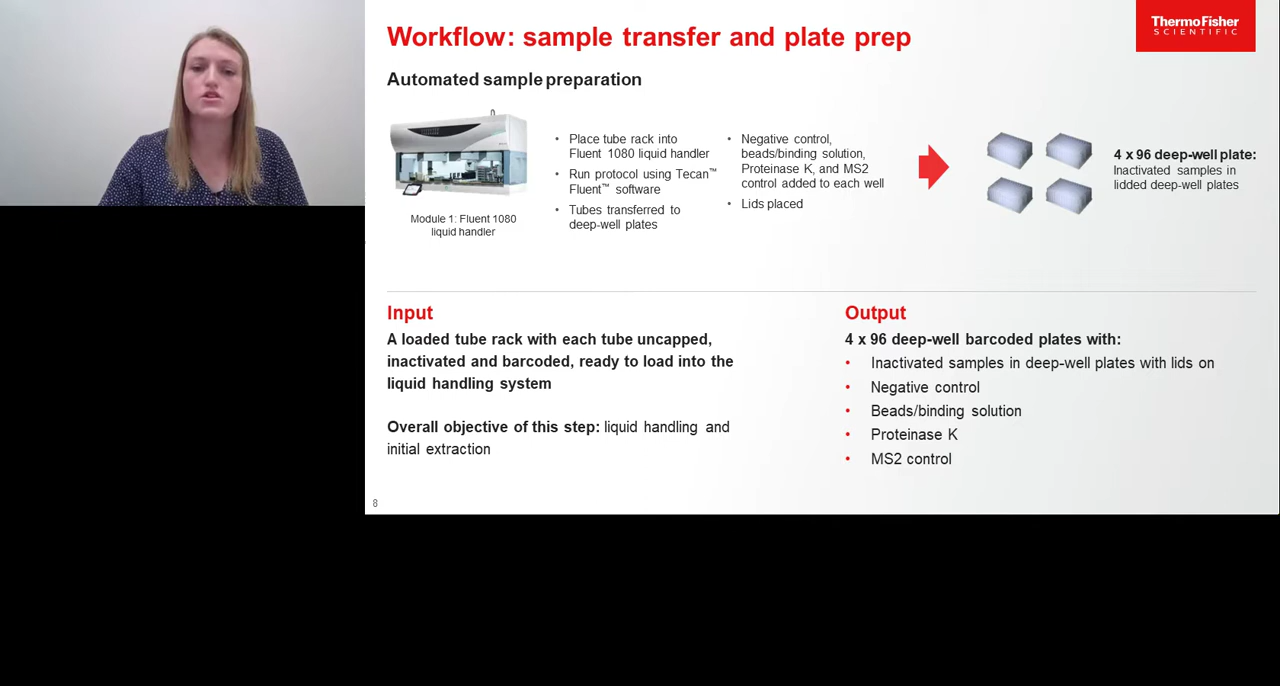 Workflow: sample transfer and plate prep
ThermoFisher
SCIENTIFIC
Automated sample preparation
Module 1: Fluent 1080
liquid handler
• Place tube rack into
Fluent 1080 liquid handler
• Run protocol using Tecan™
Fluent™ software
• Tubes transferred to
deep-well plates
• Negative control,
beads/binding solution,
Proteinase K, and MS2
control added to each well
• Lids placed
4 x 96 deep-well plate:
Inactivated samples in
lidded deep-well plates
Input
A loaded tube rack with each tube uncapped,
inactivated and barcoded, ready to load into the
liquid handling system
Overall objective of this step: liquid handling and
initial extraction
Output
4 x 96 deep-well barcoded plates with:
• Inactivated samples in deep-well plates with lids on
• Negative control
• Beads/binding solution
• Proteinase K
• MS2 control
8